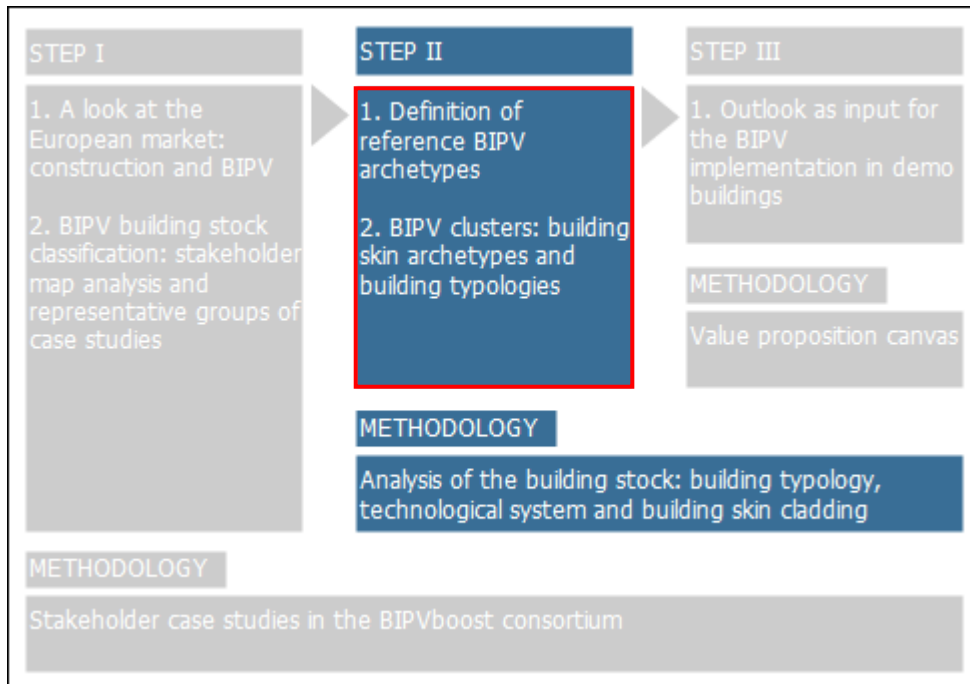 STEP I
1. A look at the
European market:
construction and BIPV
2. BIPV building stock
classification: stakeholder
map analysis and
representative groups of
case studies
STEP II
1. Definition of
reference BIPV
archetypes
2. BIPV clusters: building
skin archetypes and
building typologies
STEP III
1. Outlook as input for
the BIPV
implementation in demo
buildings
METHODOLOGY
Value proposition canvas
METHODOLOGY
Analysis of the building stock: building typology,
technological system and building skin cladding
METHODOLOGY
Stakeholder case studies in the BIPVboost consortium